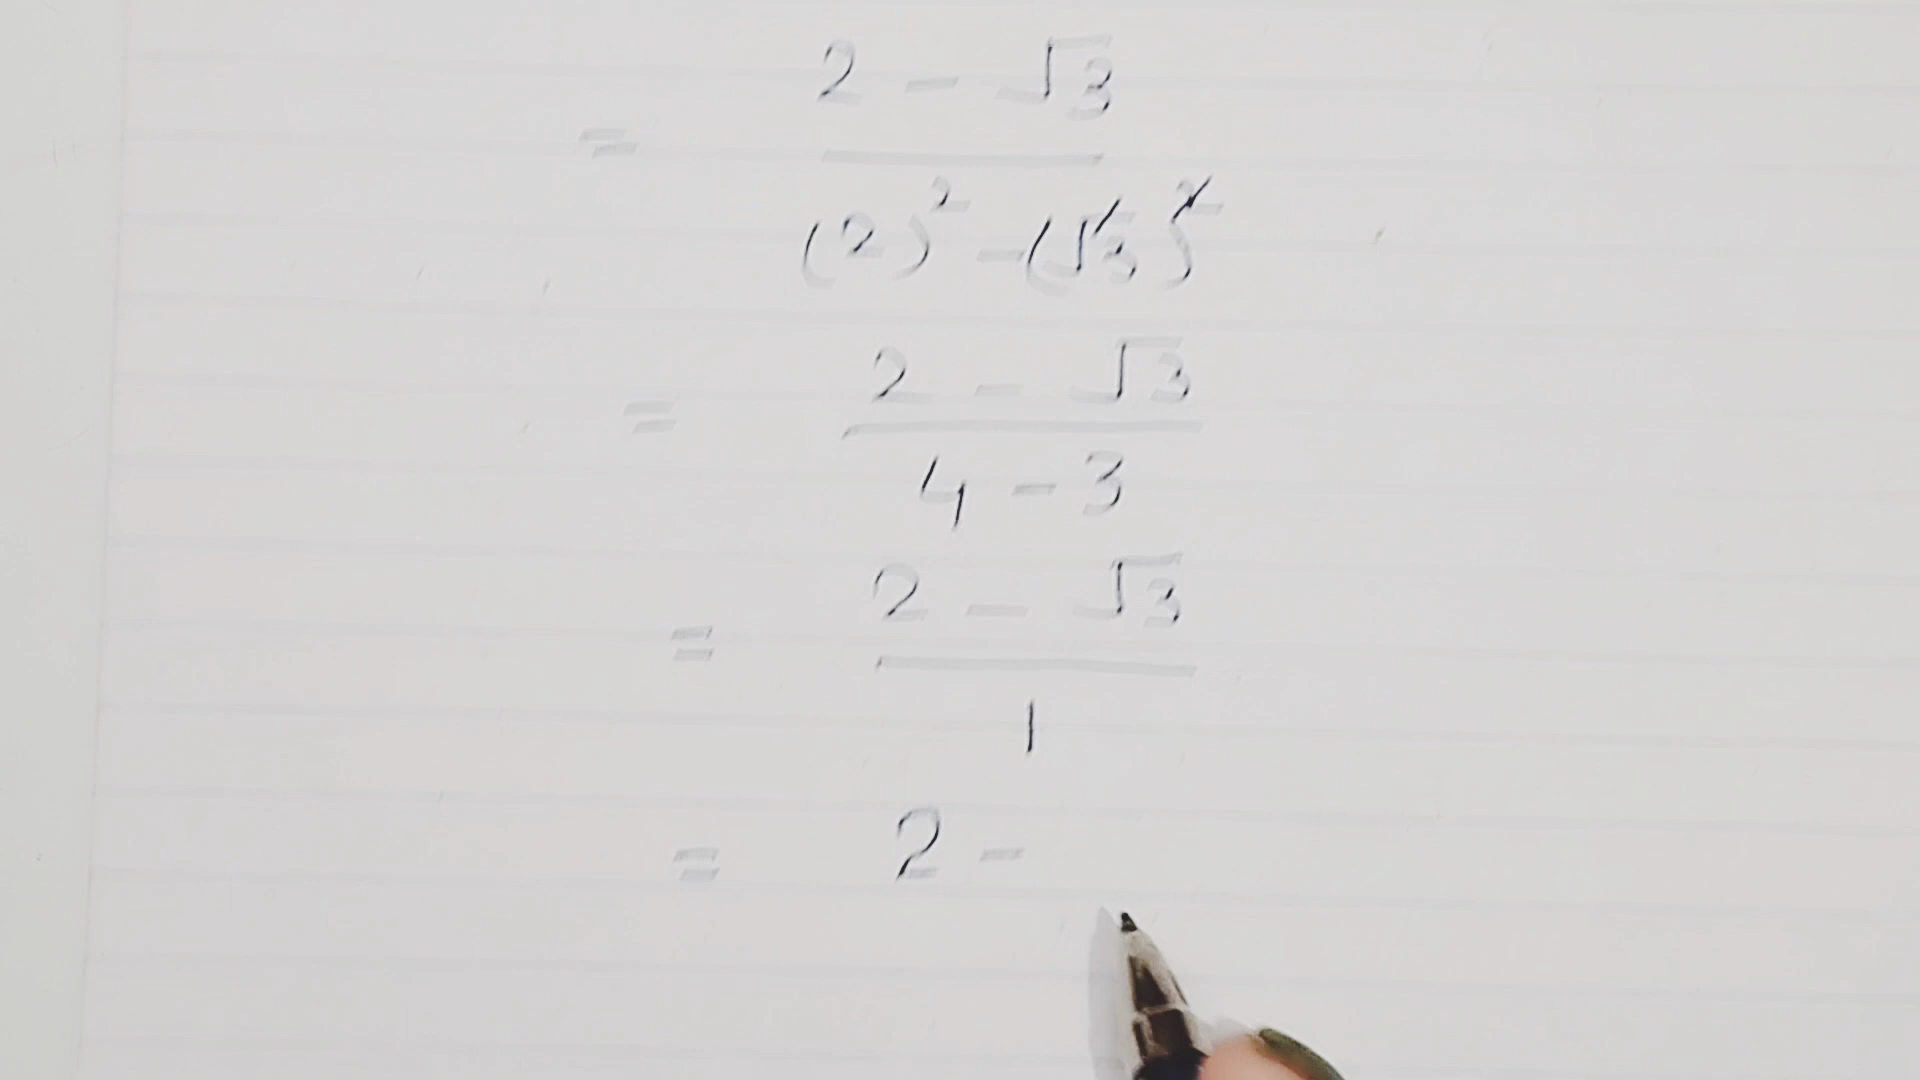 = 2 - √3 / (2)² - (√3)²
= 2 - √3 / 4 - 3
= 2 - √3 / 1
= 2 -